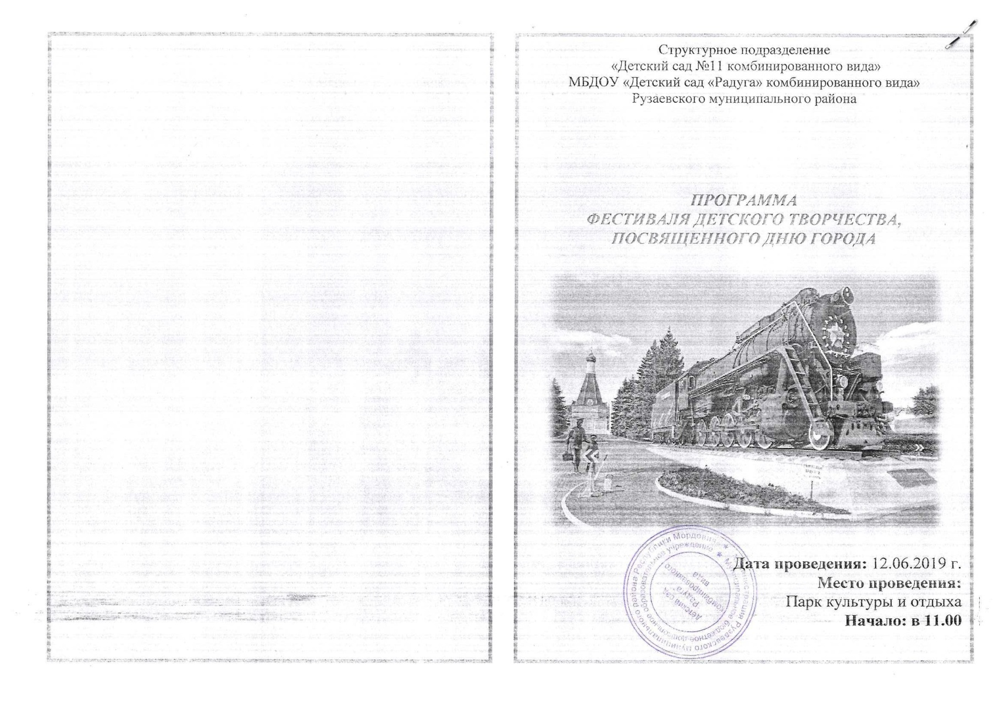 Структурное подразделение
«Детский сад №11 комбинированного вида»
МБДОУ «Детский сад «Радуга» комбинированного вида»
Рузаевского муниципального района
ПРОГРАММА
ФЕСТИВАЛЯ ДЕТСКОГО ТВОРЧЕСТВА,
ПОСВЯЩЕННОГО ДНЮ ГОРОДА
Дата проведения: 12.06.2019 г.
Место проведения:
Парк культуры и отдыха
Начало: в 11.00
Рузаевского муниципального района Республики Мордовия
Муниципальное бюджетное дошкольное образовательное учреждение
Детский сад
"Радуга"
комбинированного
вида